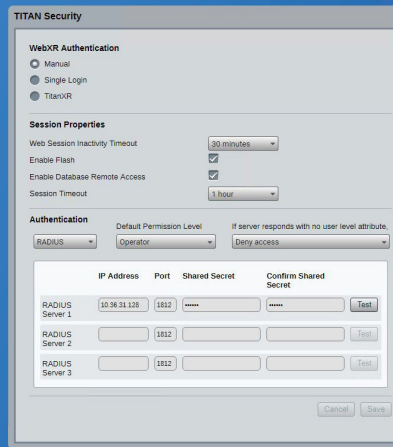 TITAN Security
WebXR Authentication
Manual
Single Login
TitanXR
Session Properties
Web Session Inactivity Timeout 30 minutes
Enable Flash
Enable Database Remote Access
Session Timeout 1 hour
Authentication
Default Permission Level If server responds with no user level attribute,
RADIUS Operator Deny access
IP Address Port Shared Secret Confirm Shared
Secret
RADIUS
Server 1 10.36.31.128 1812 •••••• •••••• Test
RADIUS
Server 2 1812 Test
RADIUS
Server 3 1812 Test
Cancel Save